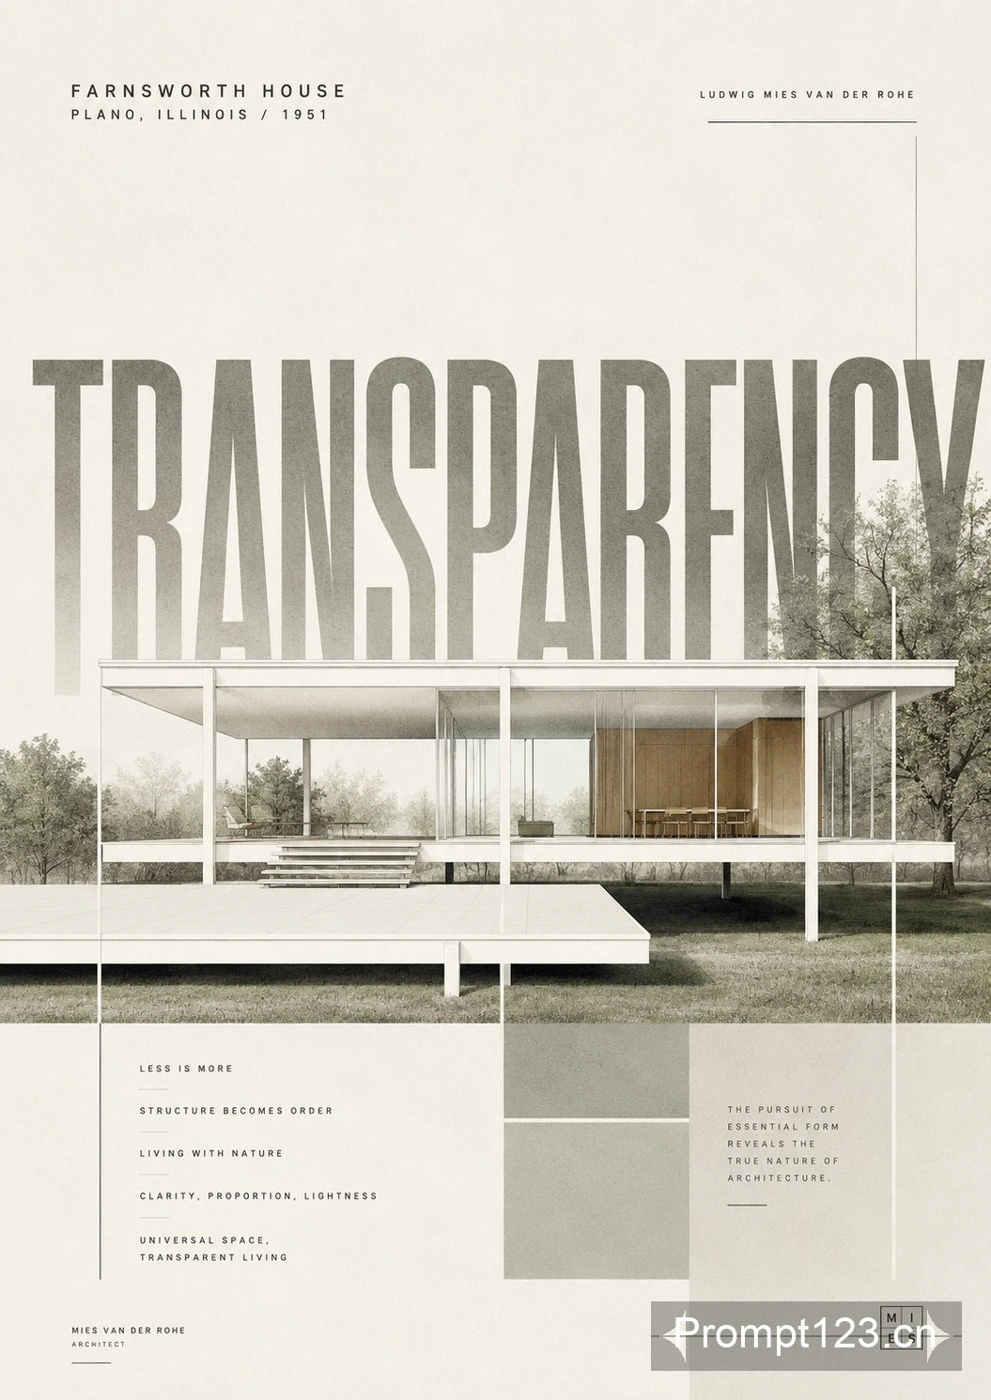 FARNSWORTH HOUSE
PLANO, ILLINOIS / 1951
LUDWIG MIES VAN DER ROHE
TRANSPARENCY
LESS IS MORE
STRUCTURE BECOMES ORDER
LIVING WITH NATURE
CLARITY, PROPORTION, LIGHTNESS
UNIVERSAL SPACE,
TRANSPARENT LIVING
THE PURSUIT OF
ESSENTIAL FORM
REVEALS THE
TRUE NATURE OF
ARCHITECTURE.
MIES VAN DER ROHE
ARCHITECT
M I
E S
Prompt123.cn